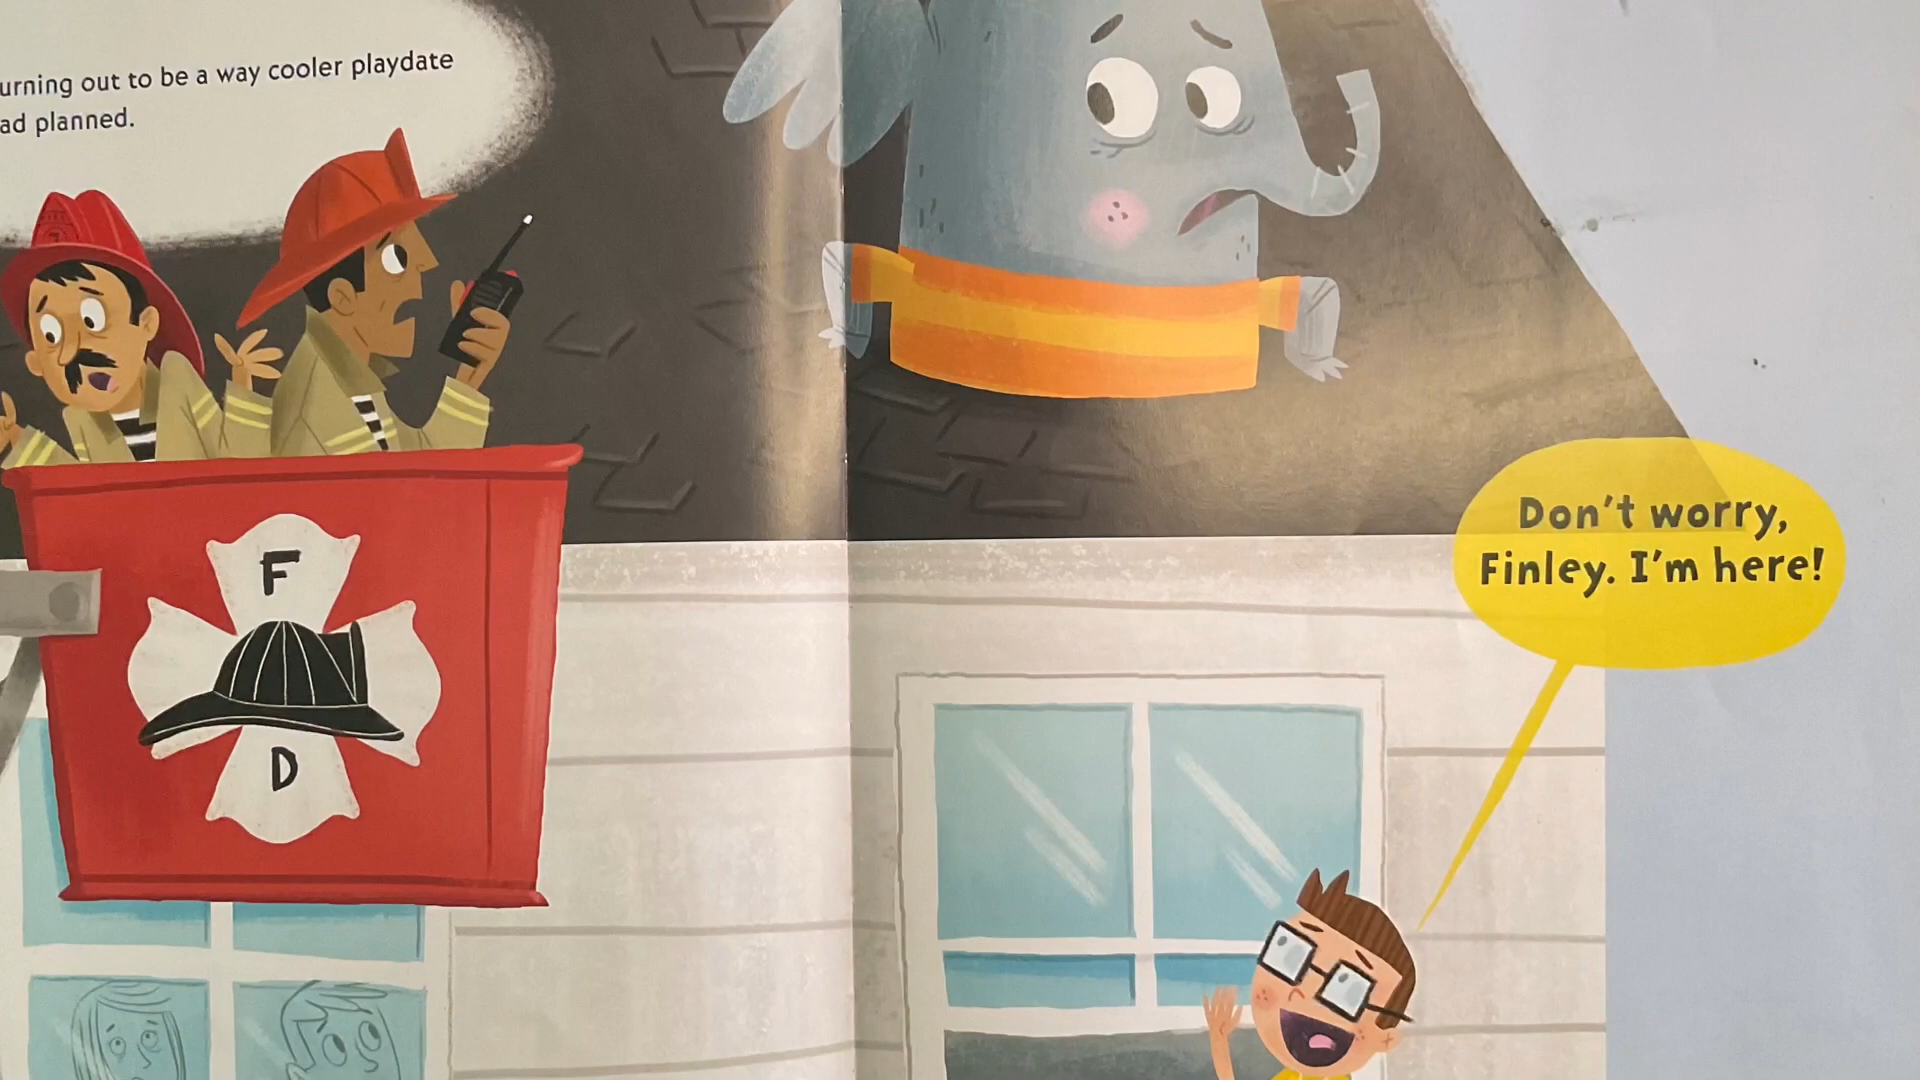 urning out to be a way cooler playdate
ad planned.
F
D
Don't worry,
Finley. I'm here!